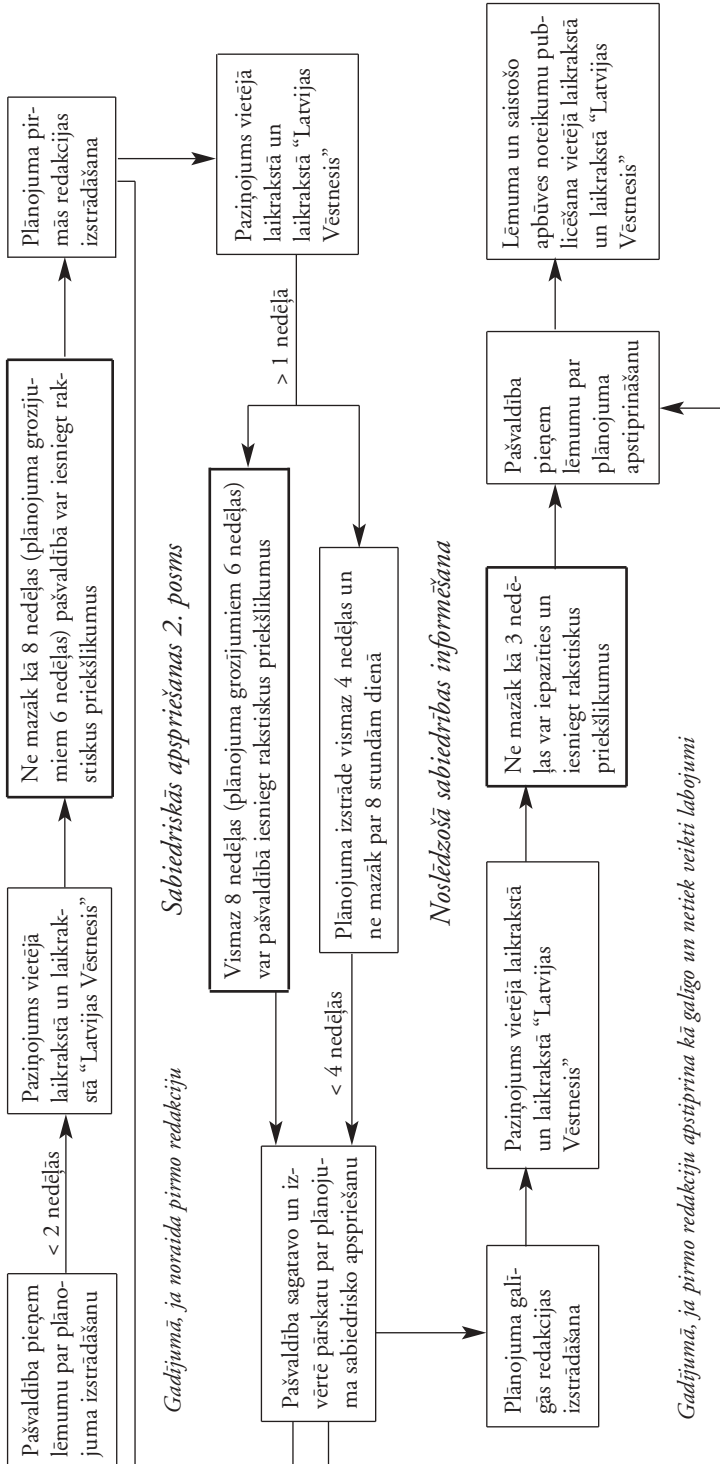 Pašvaldība pieņem
lēmumu par plāno-
juma izstrādāšanu
< 2 nedēļās
Paziņojums vietējā
laikrakstā un laikrak-
stā “Latvijas Vēstnesis”
Ne mazāk kā 8 nedēļas (plānojuma grozīju-
miem 6 nedēļas) pašvaldībā var iesniegt rak-
stiskus priekšlikumus
Plānojuma pir-
mās redakcijas
izstrādāšana
Gadījumā, ja noraida pirmo redakciju
Sabiedriskās apspriešanas 2. posms
Paziņojums vietējā
laikrakstā un
laikrakstā “Latvijas
Vēstnesis”
> 1 nedēļā
Vismaz 8 nedēļas (plānojuma grozījumiem 6 nedēļas)
var pašvaldībā iesniegt rakstiskus priekšlikumus
Plānojuma izstrāde vismaz 4 nedēļas un
ne mazāk par 8 stundām dienā
< 4 nedēļās
Pašvaldība sagatavo un iz-
vērtē pārskatu par plānoju-
ma sabiedrisko apspriešanu
Noslēdzošā sabiedrības informēšana
Plānojuma galī-
gās redakcijas
izstrādāšana
Paziņojums vietējā laikrakstā
un laikrakstā “Latvijas
Vēstnesis”
Ne mazāk kā 3 nedē-
ļas var iepazīties un
iesniegt rakstiskus
priekšlikumus
Pašvaldība
pieņem
lēmumu par
plānojuma
apstiprināšanu
Lēmuma un saistošo
apbūves noteikumu pub-
licēšana vietējā laikrakstā
un laikrakstā “Latvijas
Vēstnesis”
Gadījumā, ja pirmo redakciju apstiprina kā galīgo un netiek veikti labojumi